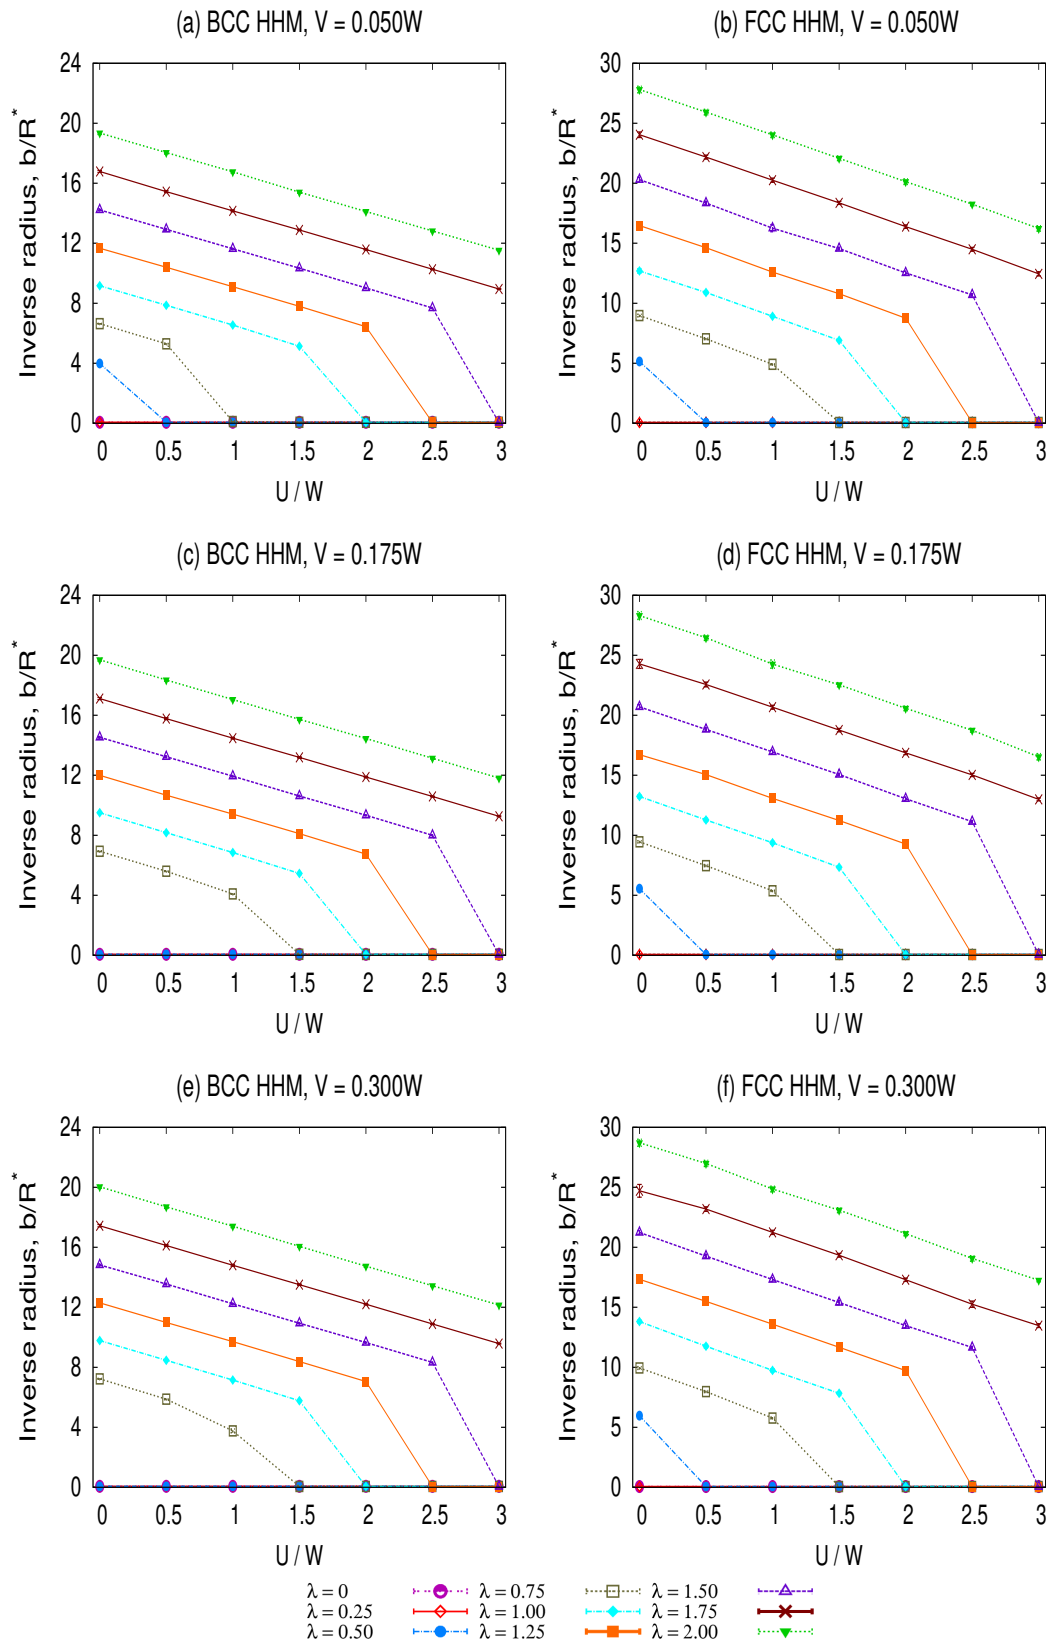 (a) BCC HHM, V = 0.050W
Inverse radius, b/R*
24
20
16
12
8
4
0
0 0.5 1 1.5 2 2.5 3
U / W
(b) FCC HHM, V = 0.050W
Inverse radius, b/R*
30
25
20
15
10
5
0
0 0.5 1 1.5 2 2.5 3
U / W
(c) BCC HHM, V = 0.175W
Inverse radius, b/R*
24
20
16
12
8
4
0
0 0.5 1 1.5 2 2.5 3
U / W
(d) FCC HHM, V = 0.175W
Inverse radius, b/R*
30
25
20
15
10
5
0
0 0.5 1 1.5 2 2.5 3
U / W
(e) BCC HHM, V = 0.300W
Inverse radius, b/R*
24
20
16
12
8
4
0
0 0.5 1 1.5 2 2.5 3
U / W
(f) FCC HHM, V = 0.300W
Inverse radius, b/R*
30
25
20
15
10
5
0
0 0.5 1 1.5 2 2.5 3
U / W
λ = 0 λ = 0.75 λ = 1.50
λ = 0.25 λ = 1.00 λ = 1.75
λ = 0.50 λ = 1.25 λ = 2.00